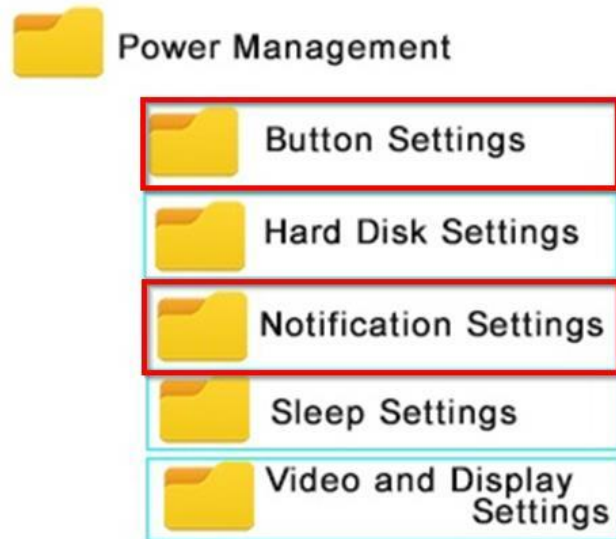 Power Management
Button Settings
Hard Disk Settings
Notification Settings
Sleep Settings
Video and Display
Settings